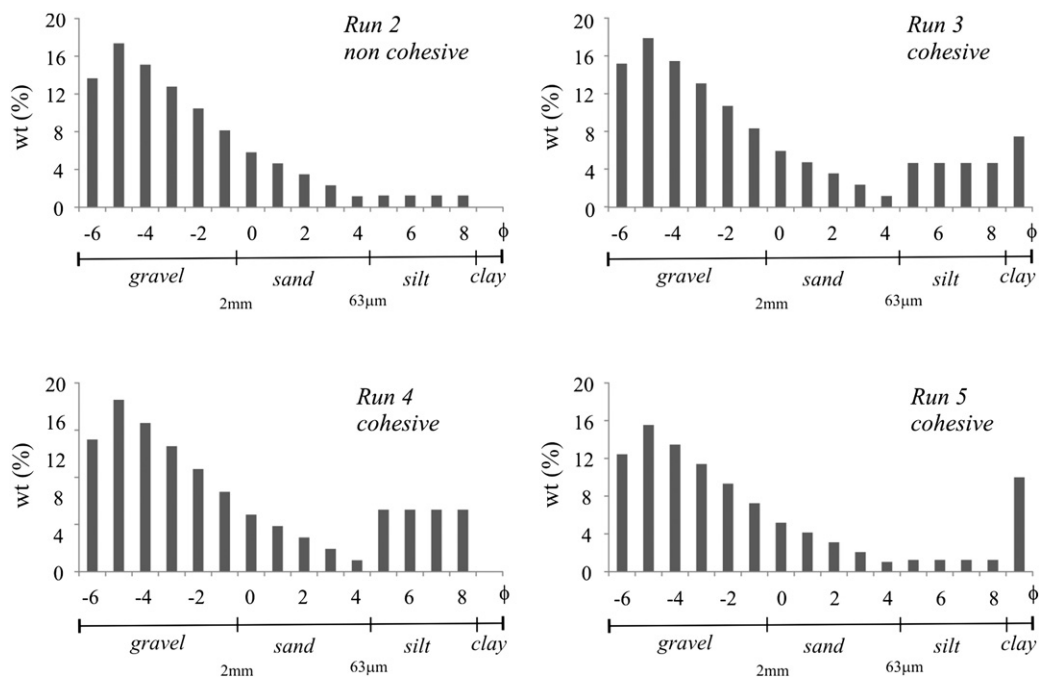 Run 2
non cohesive
wt (%)
20
16
12
8
4
0
-6 -4 -2 0 2 4 6 8 ϕ
gravel sand silt clay
2mm 63μm
Run 3
cohesive
wt (%)
20
16
12
8
4
0
-6 -4 -2 0 2 4 6 8 ϕ
gravel sand silt clay
2mm 63μm
Run 4
cohesive
wt (%)
20
16
12
8
4
0
-6 -4 -2 0 2 4 6 8 ϕ
gravel sand silt clay
2mm 63μm
Run 5
cohesive
wt (%)
20
16
12
8
4
0
-6 -4 -2 0 2 4 6 8 ϕ
gravel sand silt clay
2mm 63μm